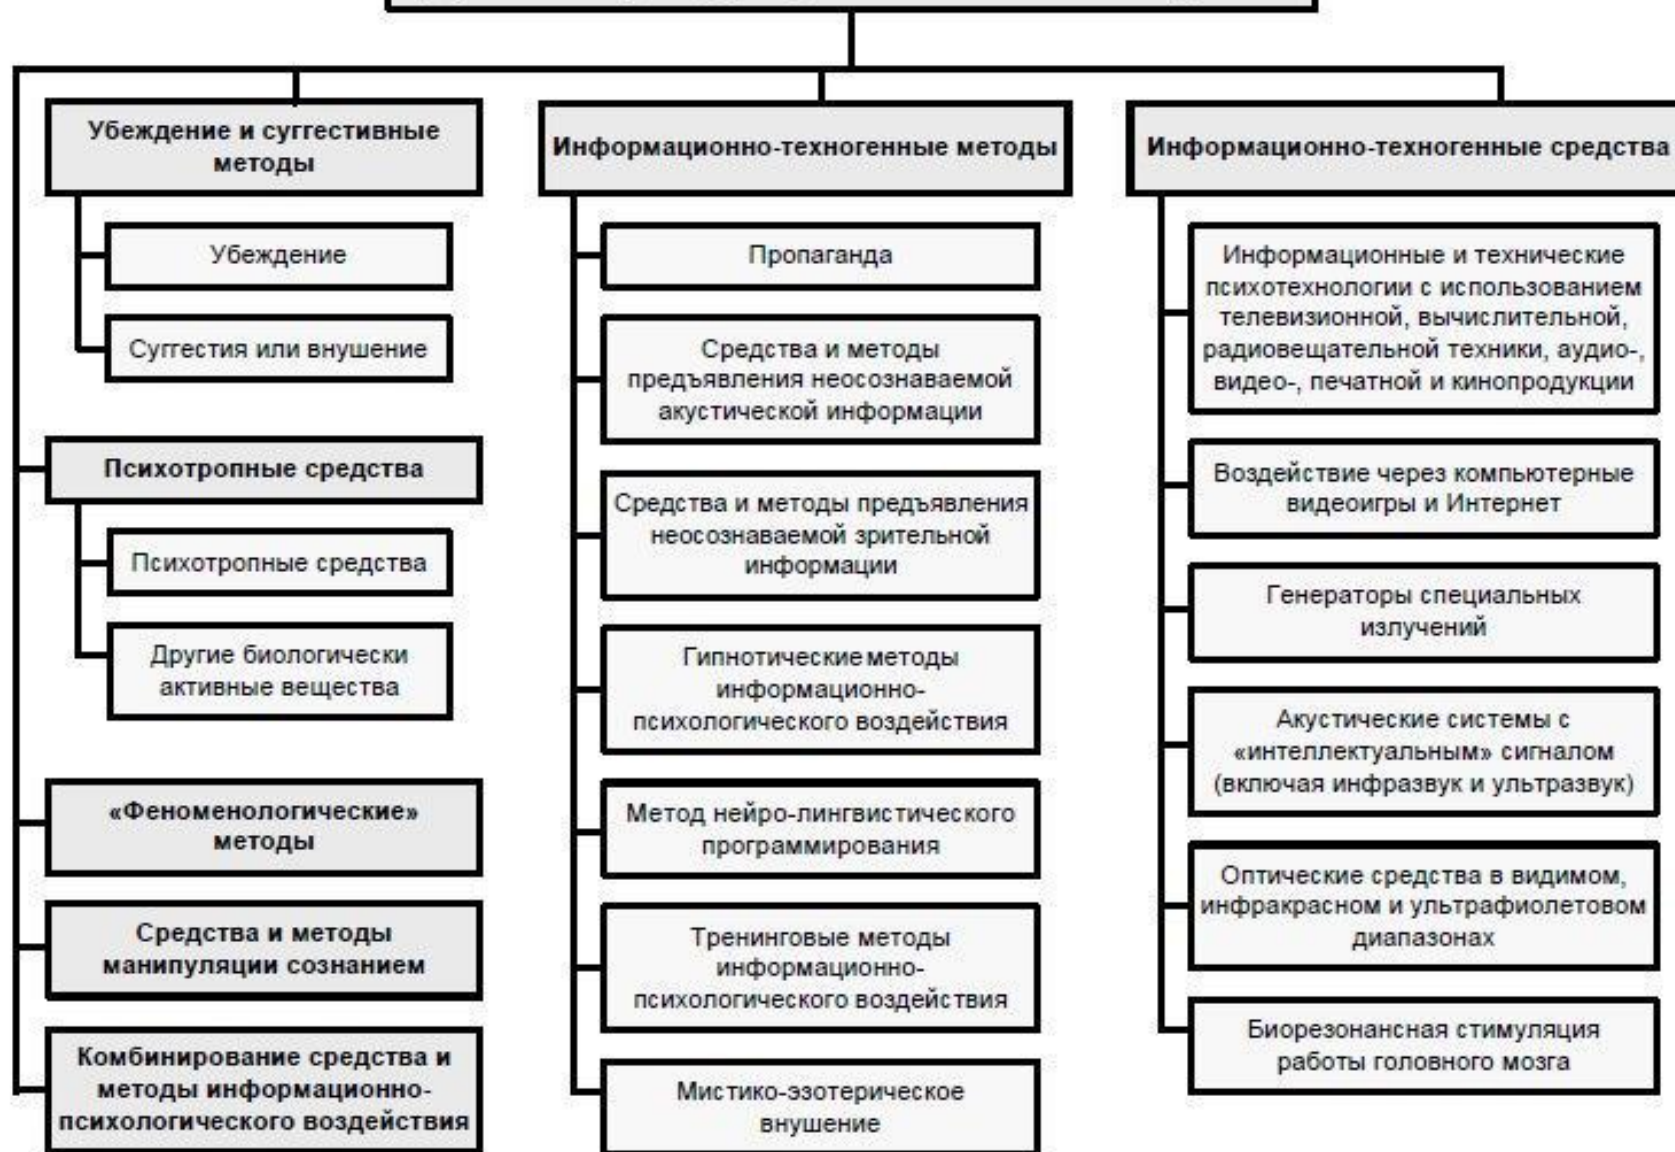 Убеждение и суггестивные
методы
Убеждение
Суггестия или внушение
Психотропные средства
Психотропные средства
Другие биологически
активные вещества
«Феноменологические»
методы
Средства и методы
манипуляции сознанием
Комбинирование средства и
методы информационно-
психологического воздействия
Информационно-техногенные методы
Пропаганда
Средства и методы
предъявления неосознаваемой
акустической информации
Средства и методы предъявления
неосознаваемой зрительной
информации
Гипнотические методы
информационно-
психологического воздействия
Метод нейро-лингвистического
программирования
Тренинговые методы
информационно-
психологического воздействия
Мистико-эзотерическое
внушение
Информационно-техногенные средства
Информационные и технические
психотехнологии с использованием
телевизионной, вычислительной,
радиовещательной техники, аудио-,
видео-, печатной и кинопродукции
Воздействие через компьютерные
видеоигры и Интернет
Генераторы специальных
излучений
Акустические системы с
«интеллектуальным» сигналом
(включая инфразвук и ультразвук)
Оптические средства в видимом,
инфракрасном и ультрафиолетовом
диапазонах
Биорезонансная стимуляция
работы головного мозга